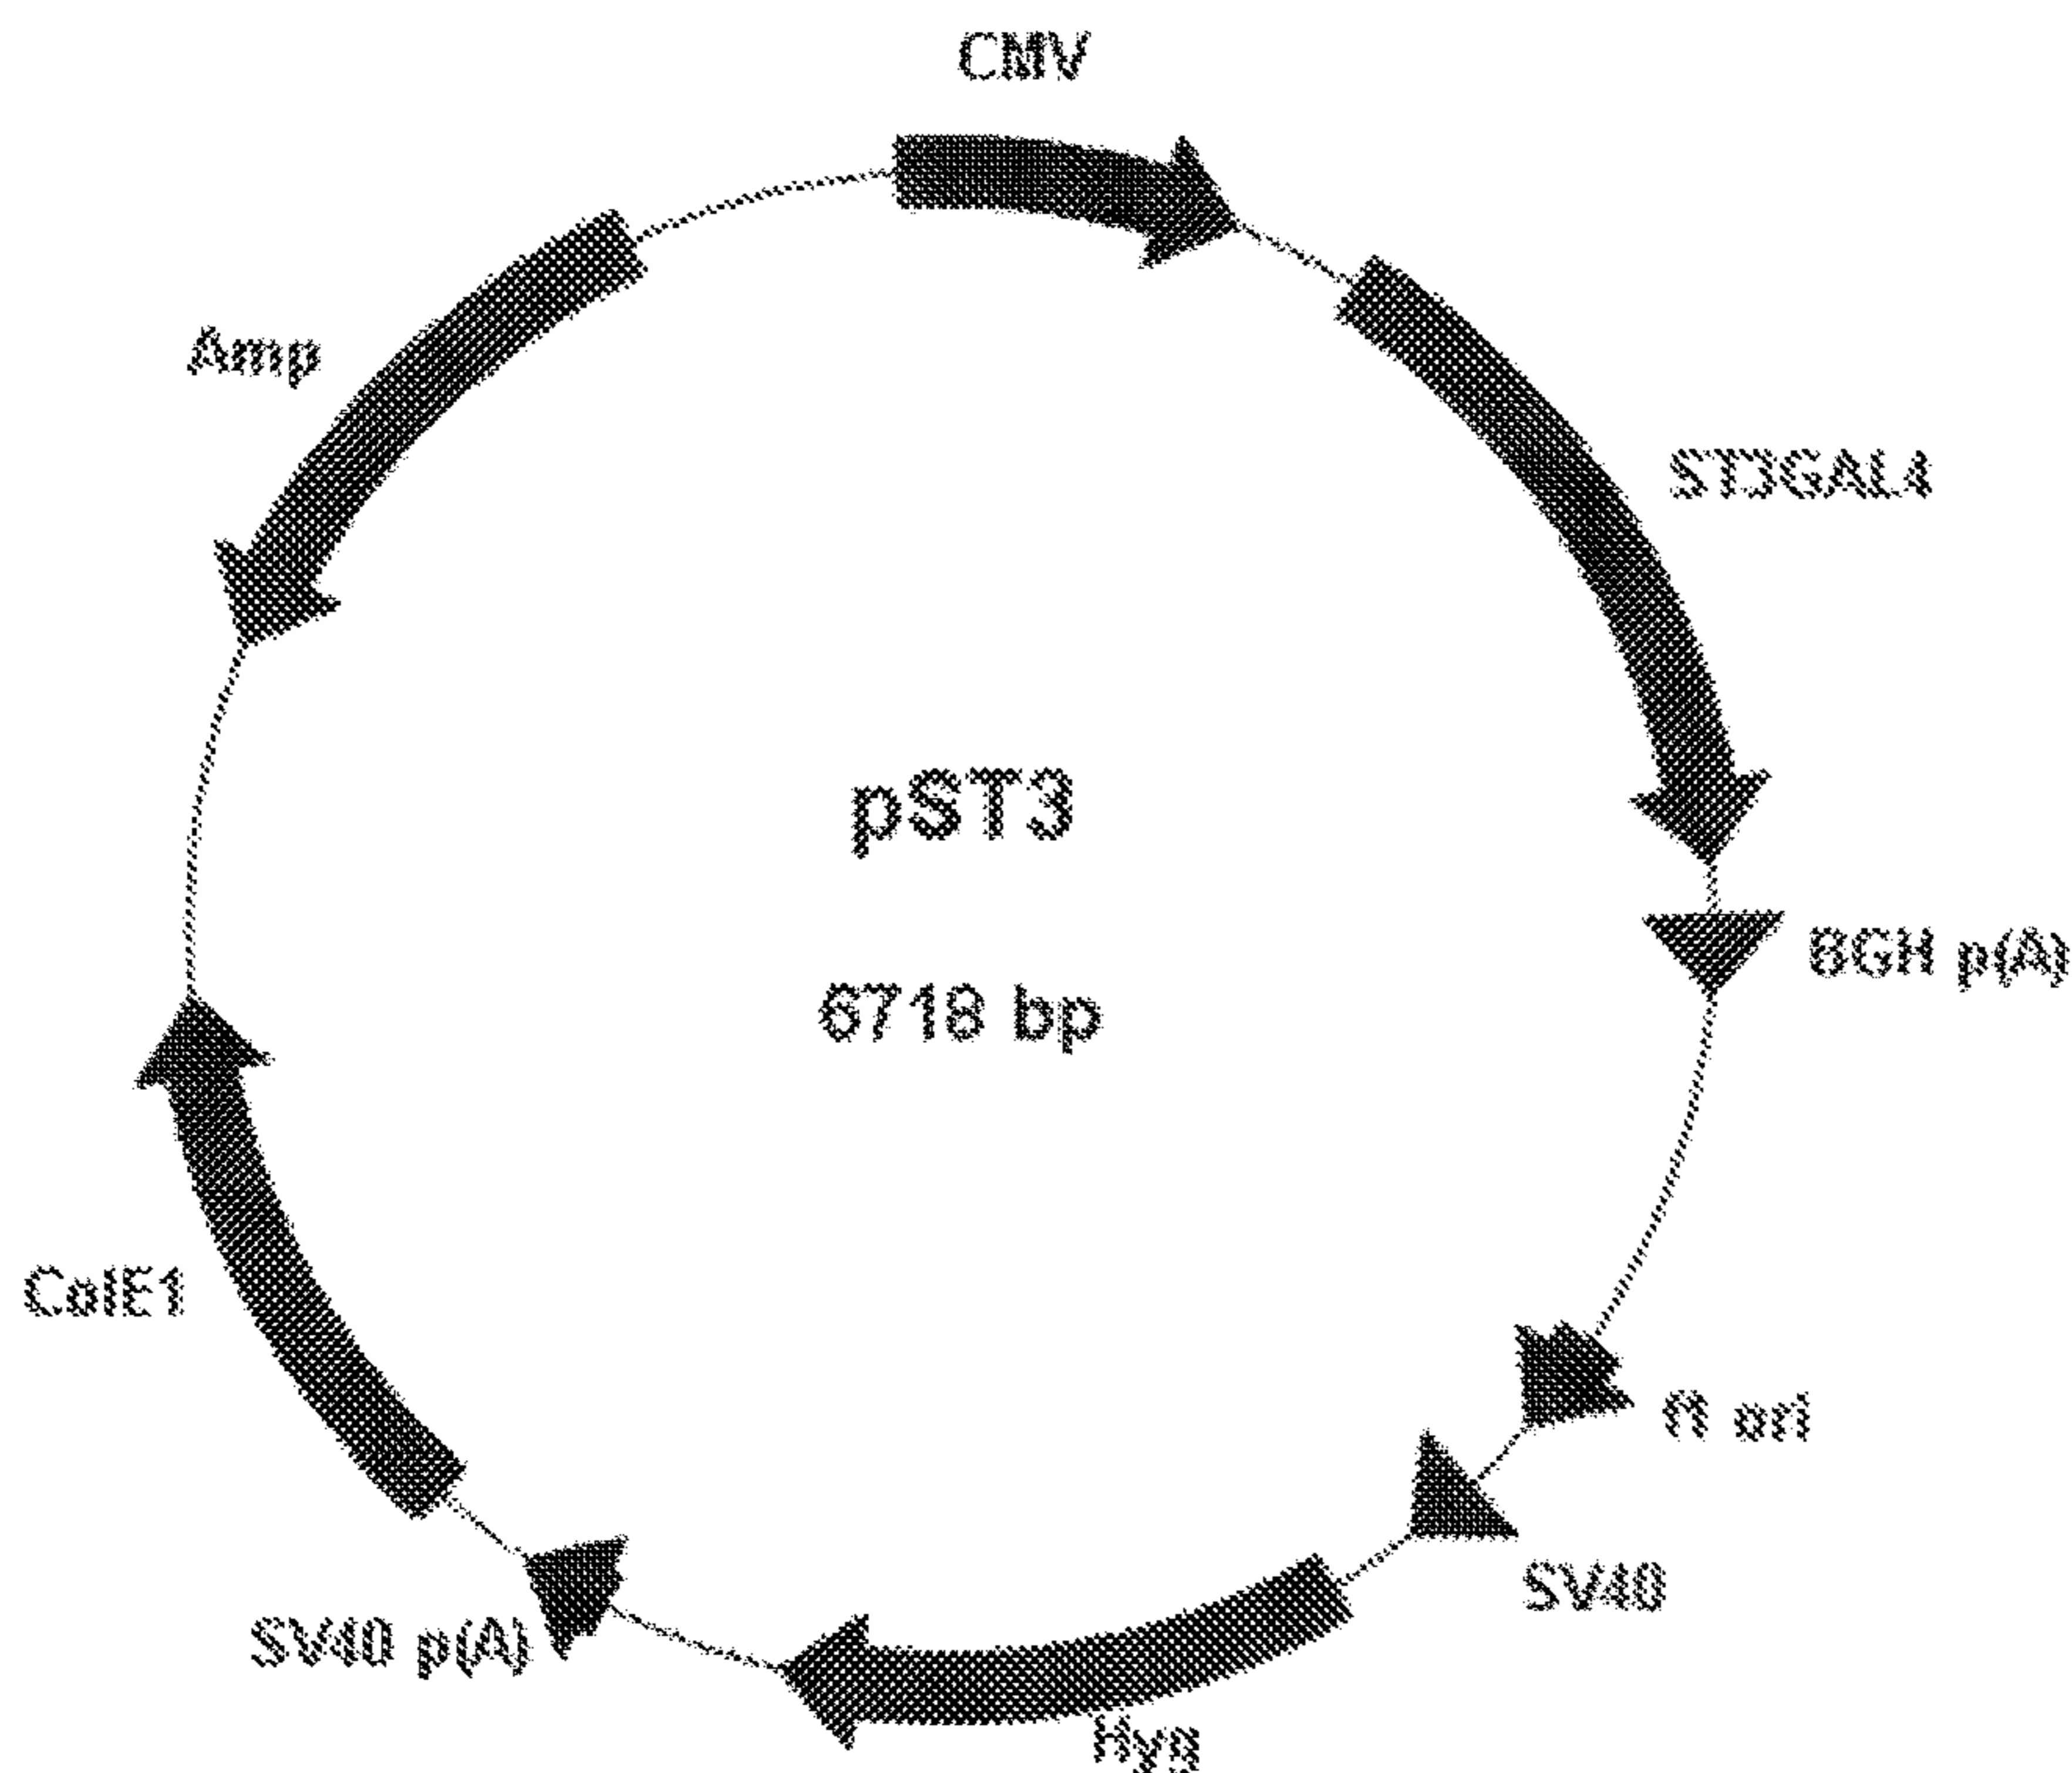 CMV
Amp
ST3GAL4
pST3
BGH p(A)
6718 bp
ColE1
f1 ori
SV40
SV40 p(A)
Hyg